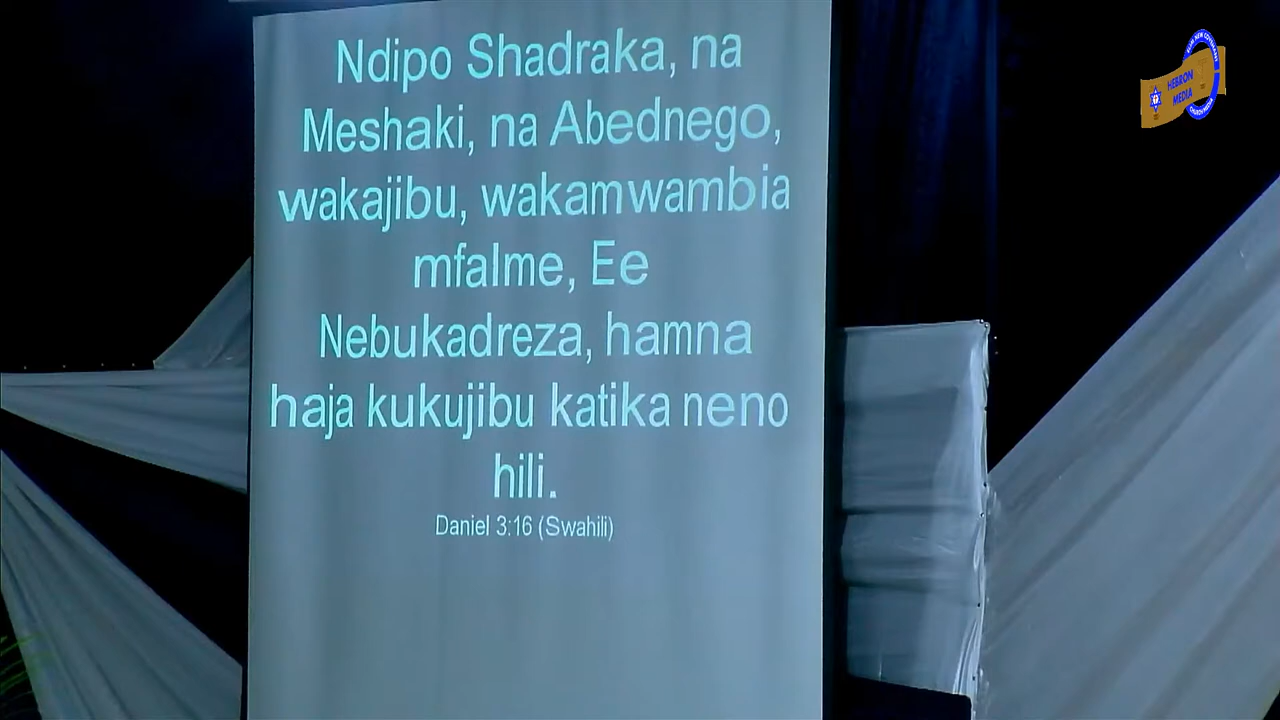 Ndipo Shadraka, na
Meshaki, na Abednego,
wakajibu, wakamwambia
mfalme, Ee
Nebukadreza, hamna
haja kukujibu katika neno
hili.
Daniel 3:16 (Swahili)
HEBRON
MEDIA